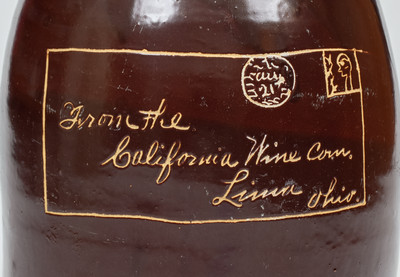 Aug
21
From the
California Wine Com.
Lima Ohio.